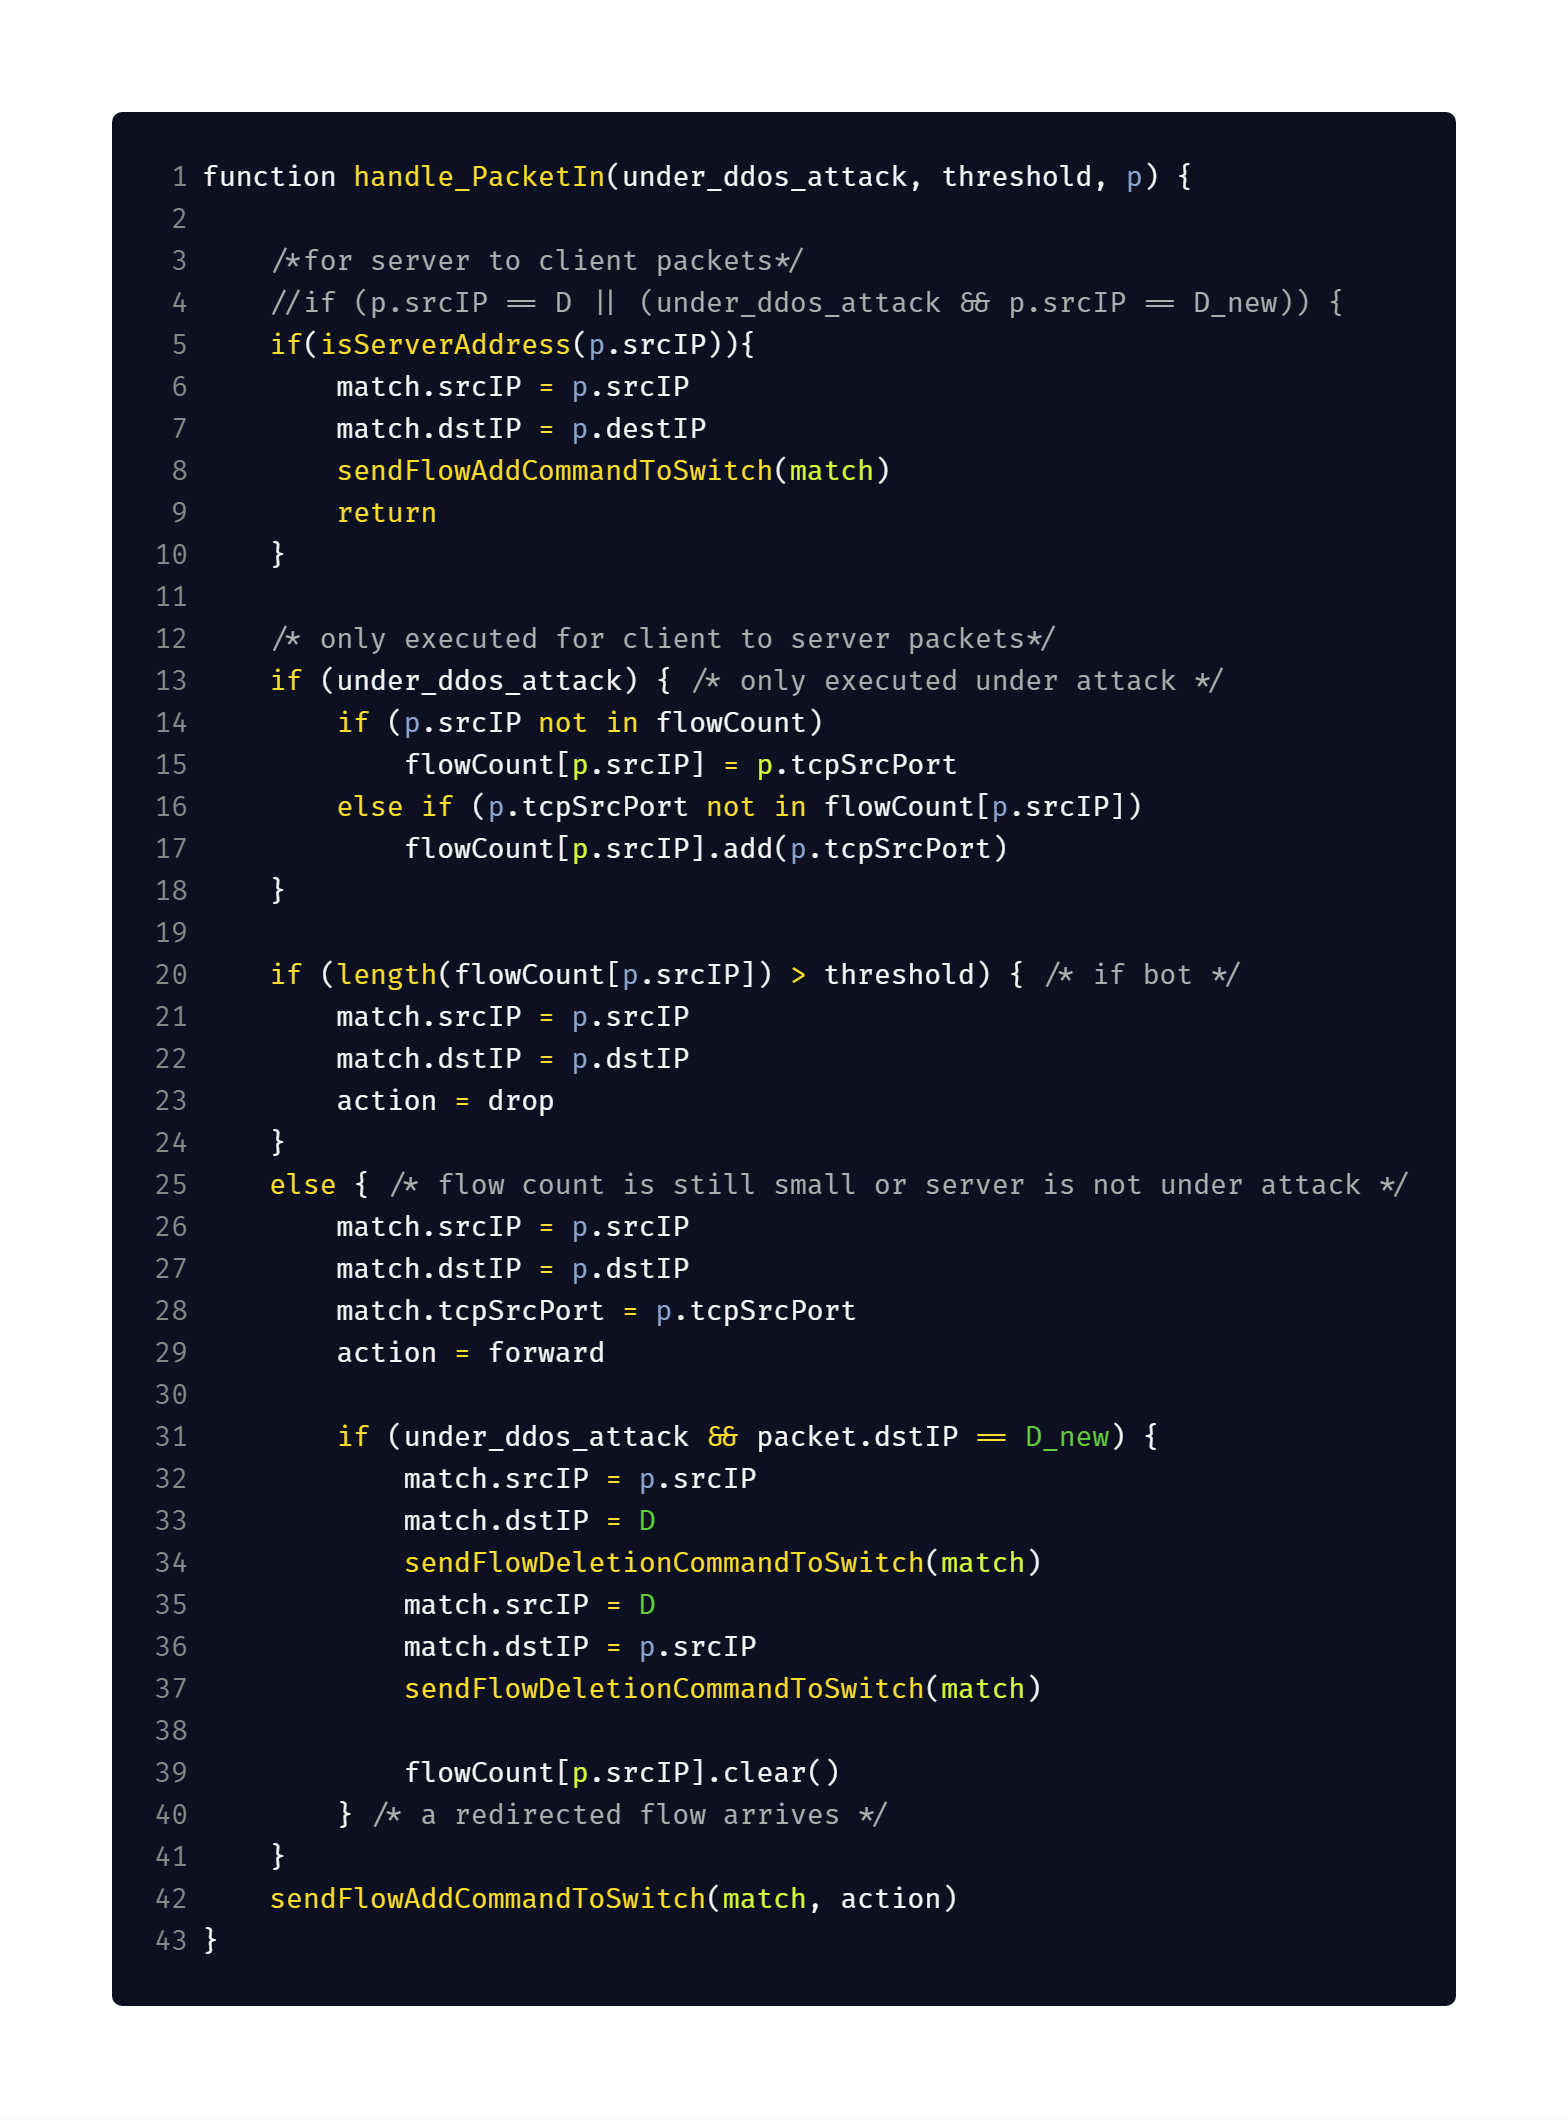 1 function handle_PacketIn(under_ddos_attack, threshold, p) {
2
3     /*for server to client packets*/
4     //if (p.srcIP == D || (under_ddos_attack && p.srcIP == D_new)) {
5     if(isServerAddress(p.srcIP)){
6         match.srcIP = p.srcIP
7         match.dstIP = p.destIP
8         sendFlowAddCommandToSwitch(match)
9         return
10     }
11
12     /* only executed for client to server packets*/
13     if (under_ddos_attack) { /* only executed under attack */
14         if (p.srcIP not in flowCount)
15             flowCount[p.srcIP] = p.tcpSrcPort
16         else if (p.tcpSrcPort not in flowCount[p.srcIP])
17             flowCount[p.srcIP].add(p.tcpSrcPort)
18     }
19
20     if (length(flowCount[p.srcIP]) > threshold) { /* if bot */
21         match.srcIP = p.srcIP
22         match.dstIP = p.dstIP
23         action = drop
24     }
25     else { /* flow count is still small or server is not under attack */
26         match.srcIP = p.srcIP
27         match.dstIP = p.dstIP
28         match.tcpSrcPort = p.tcpSrcPort
29         action = forward
30
31         if (under_ddos_attack && packet.dstIP == D_new) {
32             match.srcIP = p.srcIP
33             match.dstIP = D
34             sendFlowDeletionCommandToSwitch(match)
35             match.srcIP = D
36             match.dstIP = p.srcIP
37             sendFlowDeletionCommandToSwitch(match)
38
39             flowCount[p.srcIP].clear()
40         } /* a redirected flow arrives */
41     }
42     sendFlowAddCommandToSwitch(match, action)
43 }